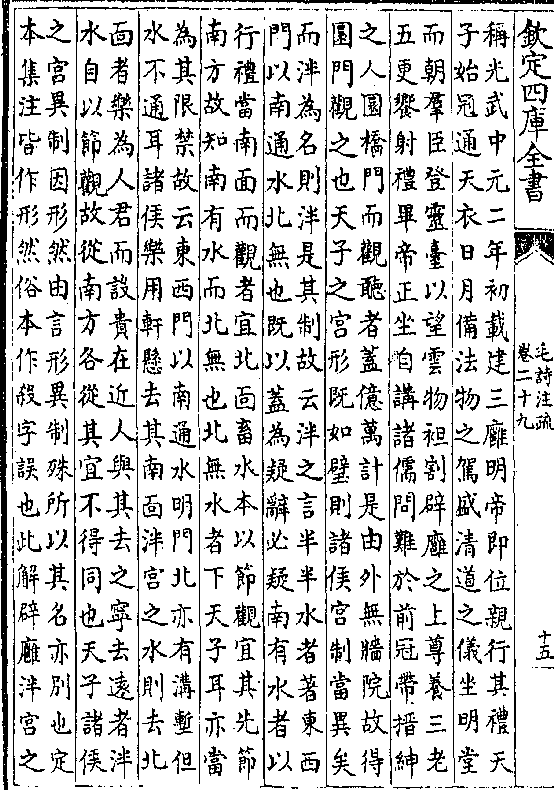 欽定四庫全書
毛詩注疏
卷二十九
十五
稱光武中元二年初載建三廱明帝即位親行其禮天
子始冠通天衣日月備法物之駕盛清道之儀坐明堂
而朝羣臣登靈臺以望雲物袒割辟廱之上尊養三老
五更饗射禮畢帝正坐自講諸儒問難於前冠帶搢紳
之人圜橋門而觀聽者蓋億萬計是由外無牆院故得
圜門觀之也天子之宮形既如璧則諸侯宮制當異矣
而泮為名則泮是其制故云泮之言半半水者著東西
門以南通水北無也既以蓋為疑辭必疑南有水者以
行禮當南面而觀者宜北面畜水本以節觀宜其先節
南方故知南有水而北無也北無水者下天子耳亦當
為其限禁故云東西門以南通水明門北亦有溝塹但
水不通耳諸侯樂用軒懸去其南面泮宮之水則去北
面者樂為人君而設貴在近人與其去之寧去遠者泮
水自以節觀故從南方各從其宜不得同也天子諸侯
之宮異制因形然由言形異制殊所以其名亦別也定
本集注皆作形然俗本作殺字誤也此解辟廱泮宮之